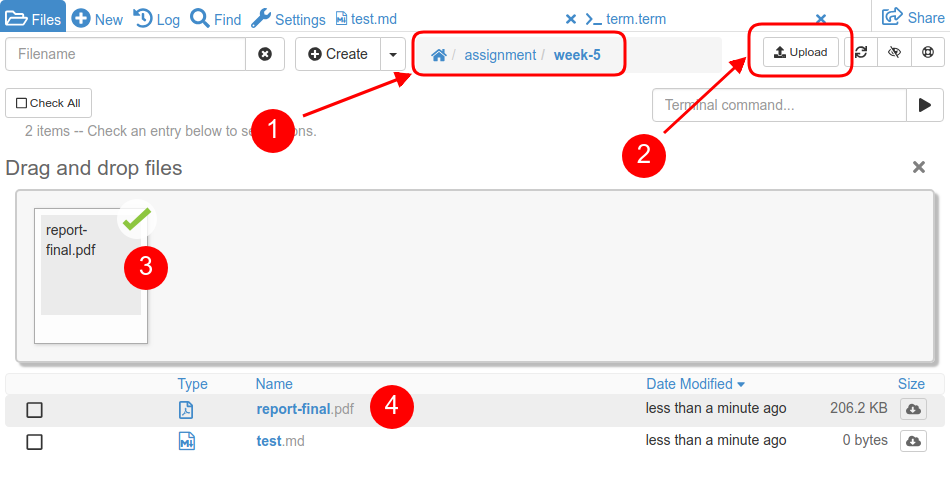 Files New Log Find Settings test.md term.term Share
Filename Create / assignment / week-5 Upload
Check All Terminal command...
1
2
2 items -- Check an entry below to se ons.
Drag and drop files
report-
final.pdf
3
Type Name Date Modified Size
report-final.pdf 4 less than a minute ago 206.2 KB
test.md less than a minute ago 0 bytes